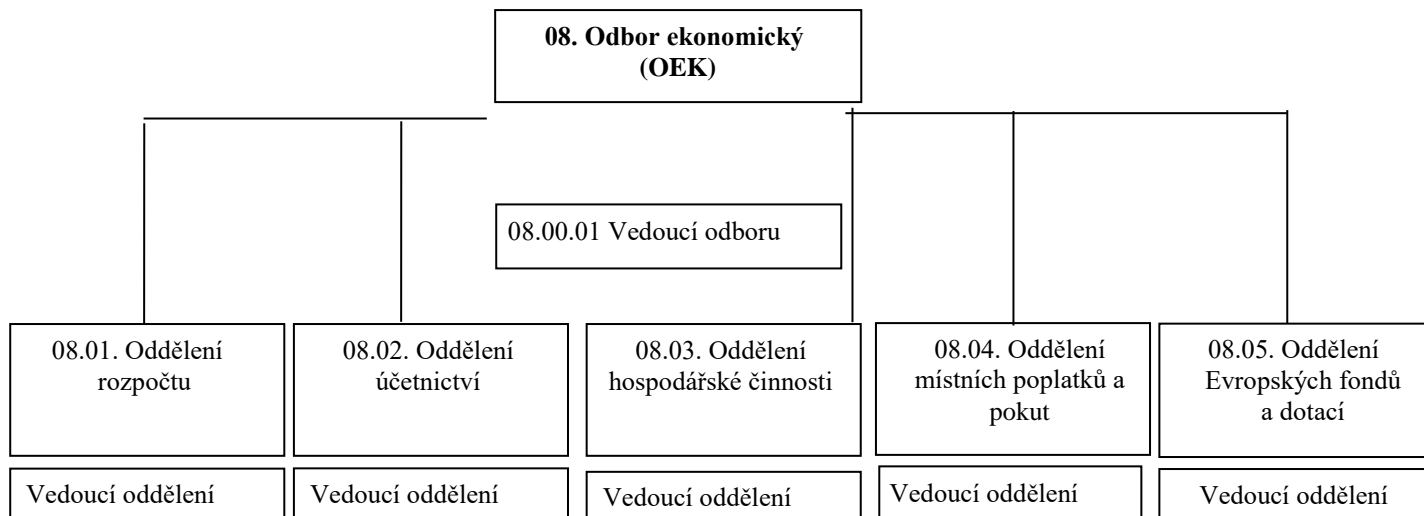 08. Odbor ekonomický
(OEK)
08.00.01 Vedoucí odboru
08.01. Oddělení
rozpočtu
08.02. Oddělení
účetnictví
08.03. Oddělení
hospodářské činnosti
08.04. Oddělení
místních poplatků a
pokut
08.05. Oddělení
Evropských fondů
a dotací
Vedoucí oddělení
Vedoucí oddělení
Vedoucí oddělení
Vedoucí oddělení
Vedoucí oddělení